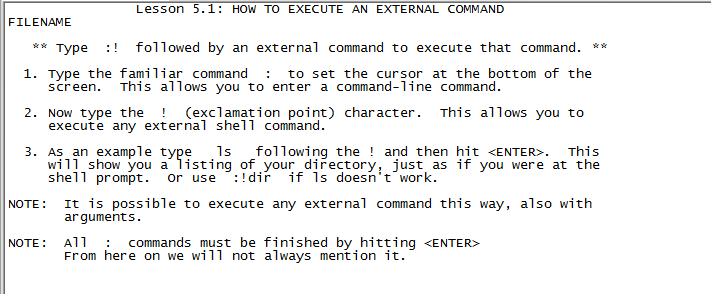 Lesson 5.1: HOW TO EXECUTE AN EXTERNAL COMMAND
FILENAME
** Type :! followed by an external command to execute that command. **
1. Type the familiar command : to set the cursor at the bottom of the
screen. This allows you to enter a command-line command.
2. Now type the ! (exclamation point) character. This allows you to
execute any external shell command.
3. As an example type ls following the ! and then hit <ENTER>. This
will show you a listing of your directory, just as if you were at the
shell prompt. Or use :!dir if ls doesn't work.
NOTE: It is possible to execute any external command this way, also with
arguments.
NOTE: All : commands must be finished by hitting <ENTER>
From here on we will not always mention it.